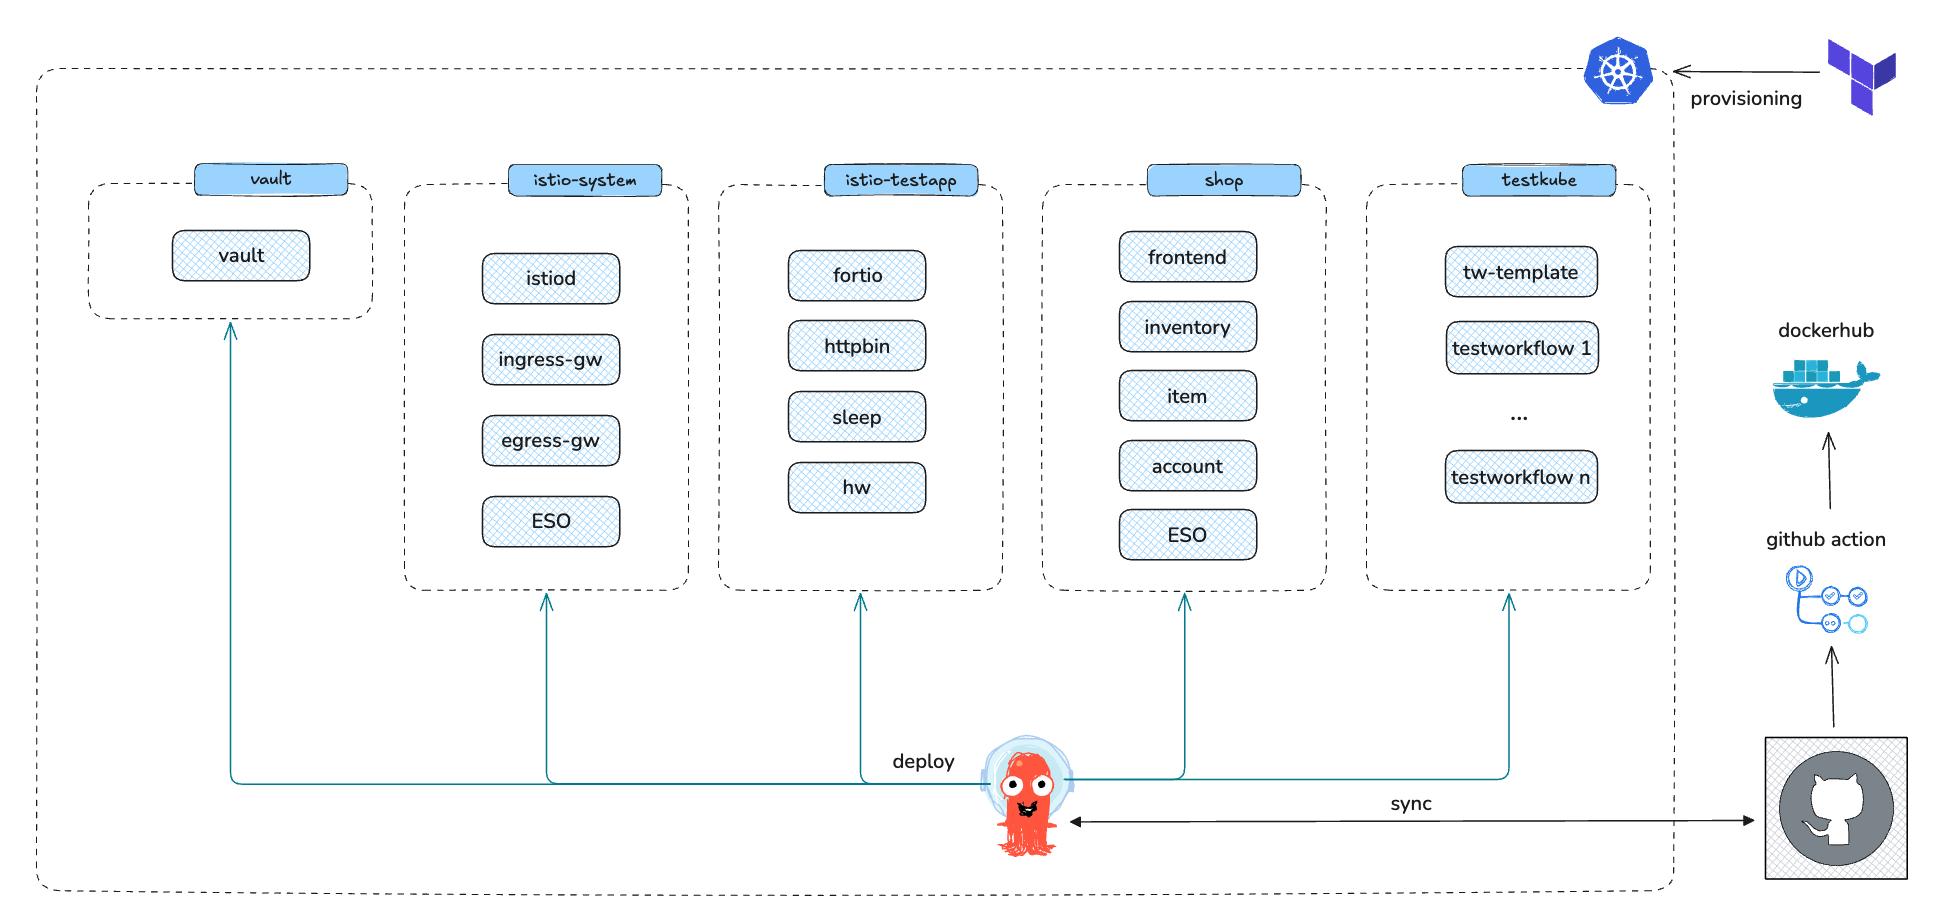 provisioning
vault
vault
istio-system
istiod
ingress-gw
egress-gw
ESO
istio-testapp
fortio
httpbin
sleep
hw
shop
frontend
inventory
item
account
ESO
testkube
tw-template
testworkflow 1
...
testworkflow n
dockerhub
github action
deploy
sync